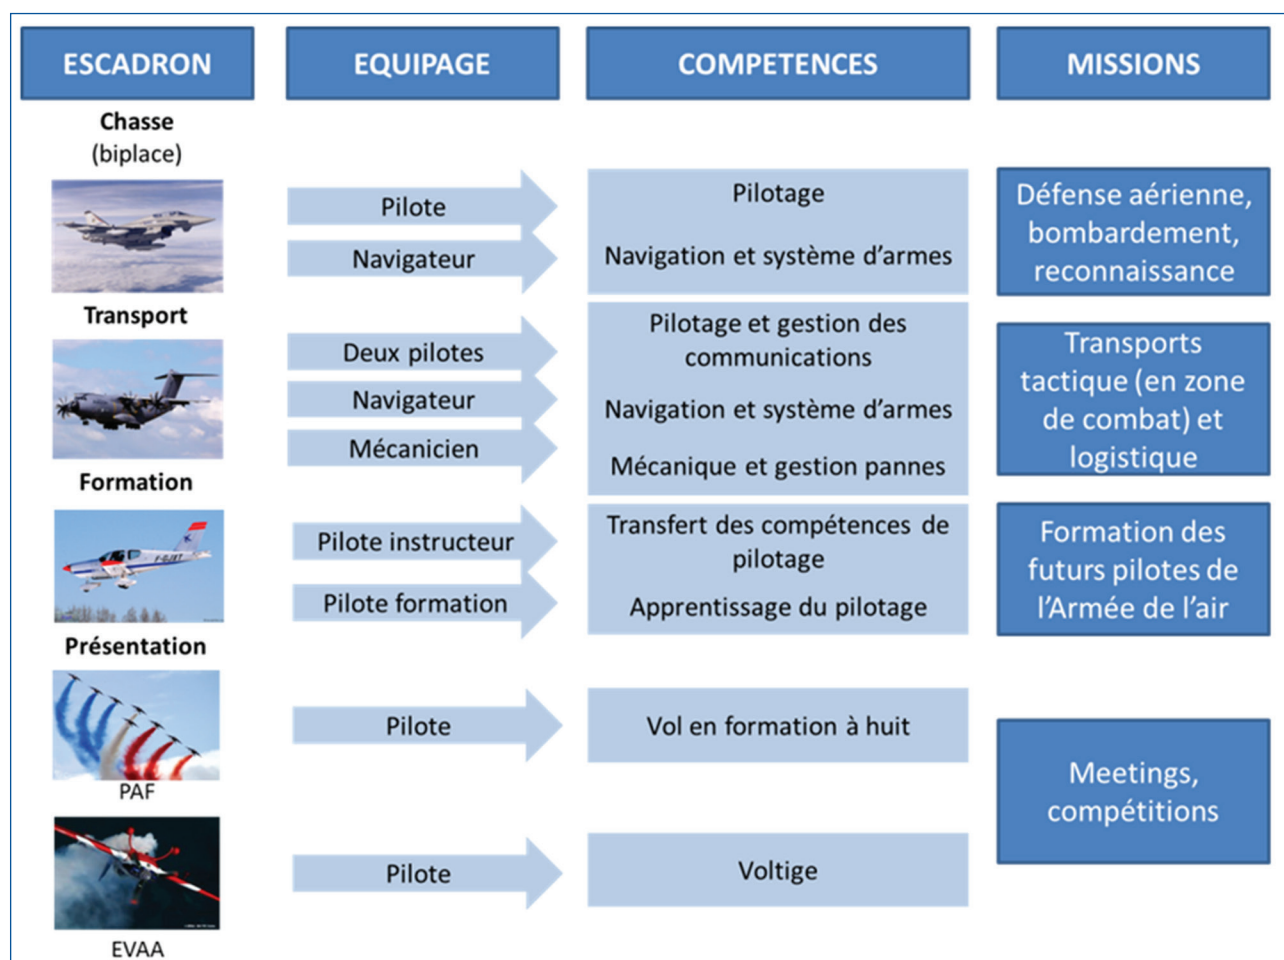 ESCADRON
EQUIPAGE
COMPETENCES
MISSIONS
Chasse
(biplace)
Pilote
Navigateur
Pilotage
Navigation et système d'armes
Défense aérienne,
bombardement,
reconnaissance
Transport
Deux pilotes
Navigateur
Mécanicien
Pilotage et gestion des
communications
Navigation et système d'armes
Mécanique et gestion pannes
Transports
tactique (en zone
de combat) et
logistique
Formation
Pilote instructeur
Pilote formation
Transfert des compétences de
pilotage
Apprentissage du pilotage
Formation des
futurs pilotes de
l'Armée de l'air
Présentation
PAF
Pilote
Vol en formation à huit
Meetings,
compétitions
EVAA
Pilote
Voltige